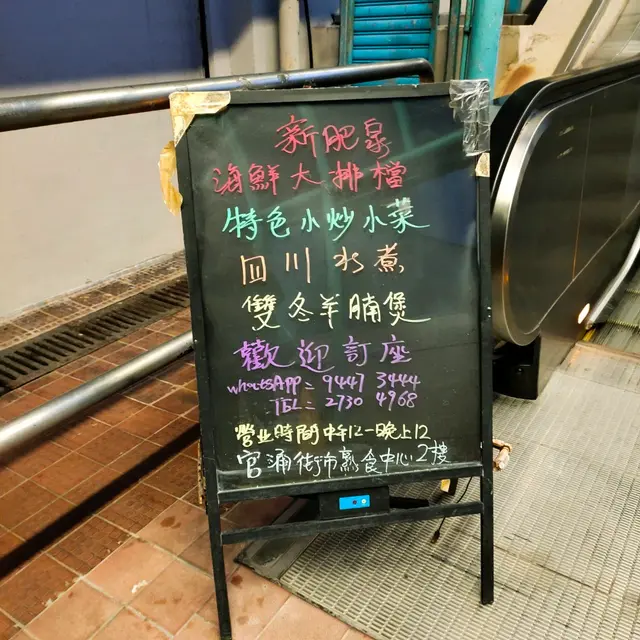 新肥泉
海鮮大排檔
特色小炒小菜
四川水煮
雙冬羊腩煲
歡迎訂座
whatsAPP = 9447 3444
TEL = 2730 4968
營业時間中午12-晚上12
官涌街市熟食中心2樓